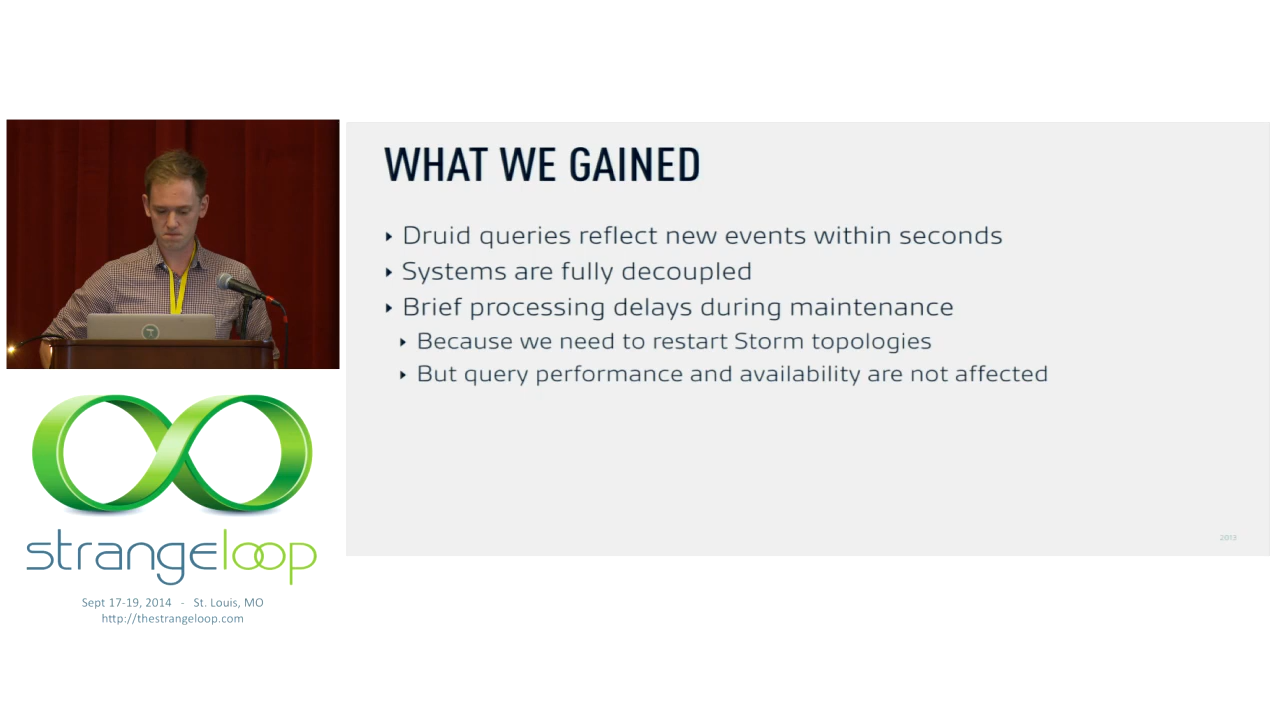 WHAT WE GAINED
Druid queries reflect new events within seconds
Systems are fully decoupled
Brief processing delays during maintenance
Because we need to restart Storm topologies
But query performance and availability are not affected
2013
strangeloop
Sept 17-19, 2014 - St. Louis, MO
http://thestrangeloop.com